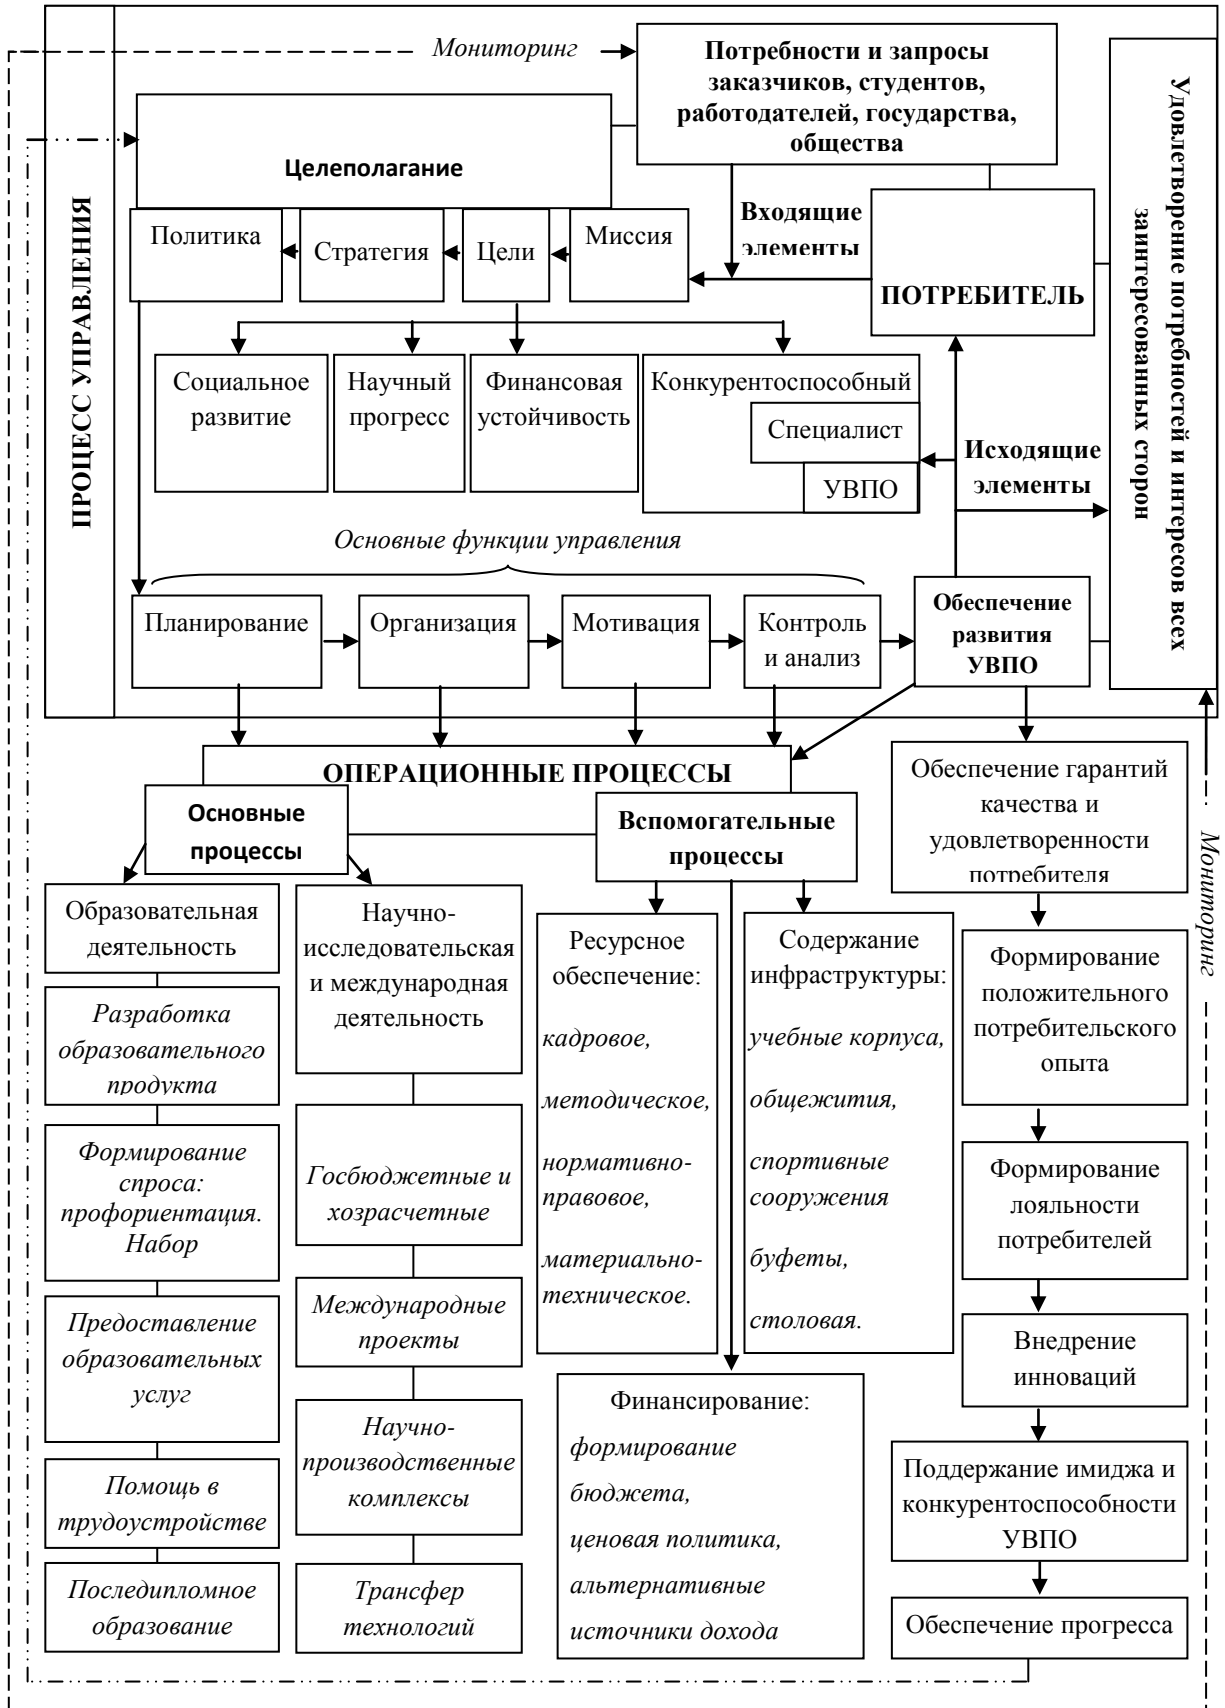 Мониторинг
Потребности и запросы
заказчиков, студентов,
работодателей, государства,
общества
Удовлетворение потребностей и интересов всех
заинтересованных сторон
ПРОЦЕСС УПРАВЛЕНИЯ
Целеполагание
Политика
Стратегия
Цели
Миссия
Входящие
элементы
ПОТРЕБИТЕЛЬ
Социальное
развитие
Научный
прогресс
Финансовая
устойчивость
Конкурентоспособный
Специалист
УВПО
Исходящие
элементы
Основные функции управления
Планирование
Организация
Мотивация
Контроль
и анализ
Обеспечение
развития
УВПО
ОПЕРАЦИОННЫЕ ПРОЦЕССЫ
Основные
процессы
Вспомогательные
процессы
Обеспечение гарантий
качества и
удовлетворенности
потребителя
Мониторинг
Образовательная
деятельность
Разработка
образовательного
продукта
Формирование
спроса:
профориентация.
Набор
Предоставление
образовательных
услуг
Помощь в
трудоустройстве
Последипломное
образование
Научно-
исследовательская
и международная
деятельность
Госбюджетные и
хозрасчетные
Международные
проекты
Научно-
производственные
комплексы
Трансфер
технологий
Ресурсное
обеспечение:
кадровое,
методическое,
нормативно-
правовое,
материально-
техническое.
Содержание
инфраструктуры:
учебные корпуса,
общежития,
спортивные
сооружения
буфеты,
столовая.
Финансирование:
формирование
бюджета,
ценовая политика,
альтернативные
источники дохода
Формирование
положительного
потребительского
опыта
Формирование
лояльности
потребителей
Внедрение
инноваций
Поддержание имиджа и
конкурентоспособности
УВПО
Обеспечение прогресса